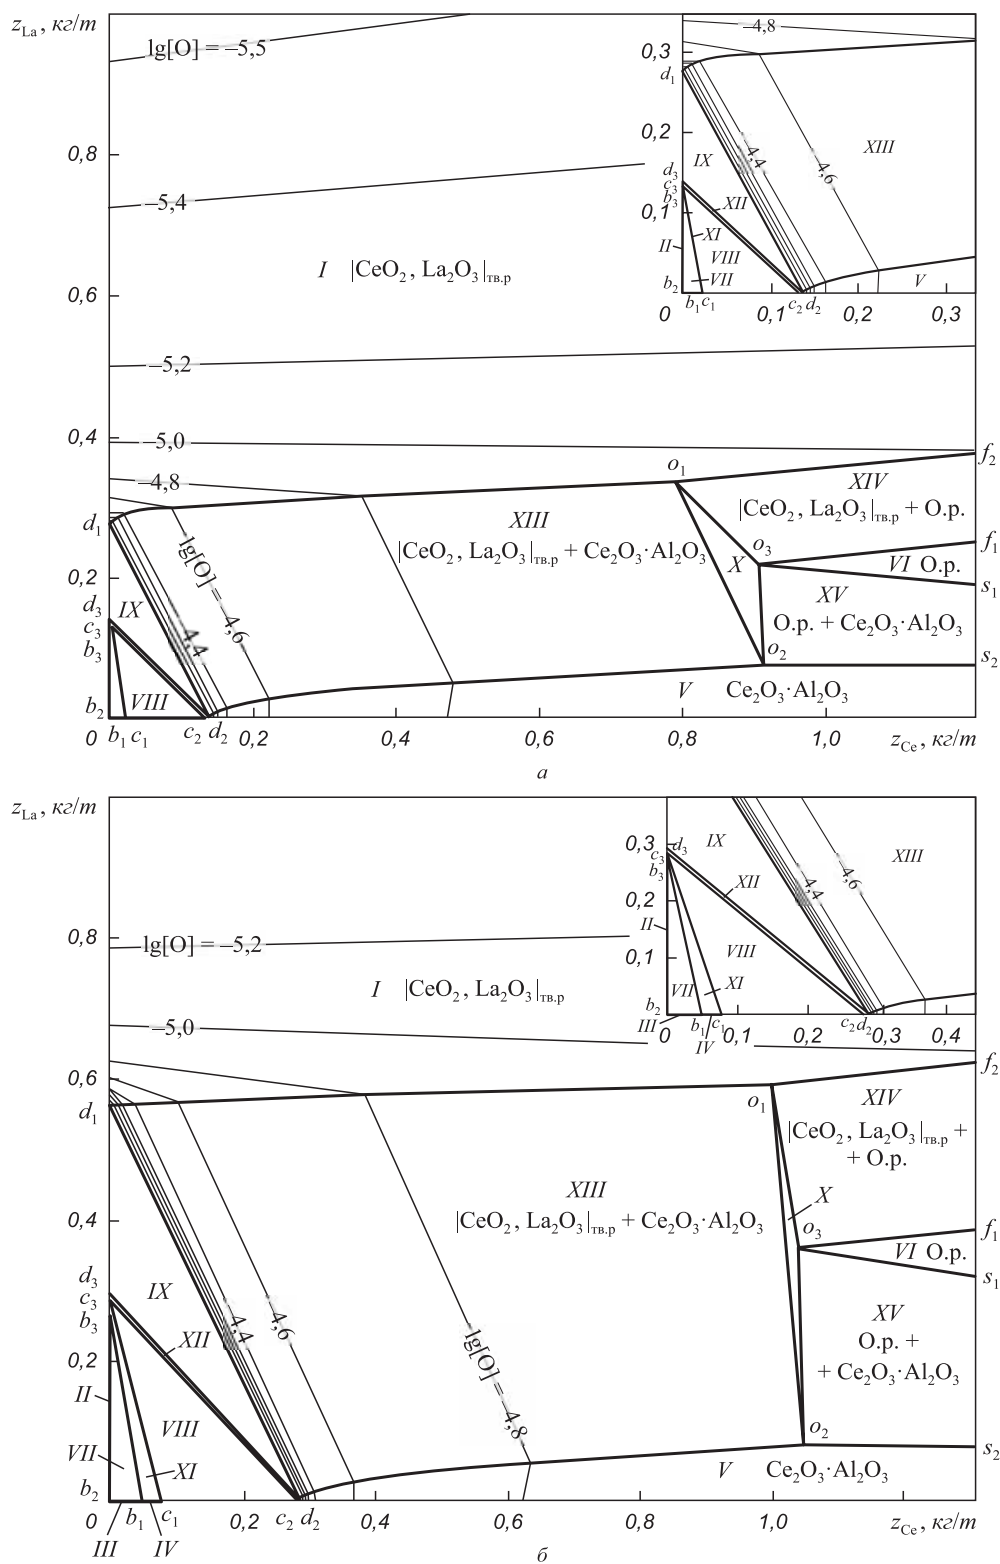 z_La, кг/т
lg[O] = –5,5
–4,8
0,3
d₁
0,2
XIII
0,8
IX
4,4
4,6
d₃
c₃
b₃
XII
–5,4
0,1
XI
II
VIII
I |CeO₂, La₂O₃|тв.р
VII
V
b₂
b₁ c₁
c₂ d₂
0,6
0 0,1 0,2 0,3
–5,2
0,4
–5,0
f₂
o₁
–4,8
XIV
|CeO₂, La₂O₃|тв.р + О.р.
d₁
XIII
o₃
f₁
|CeO₂, La₂O₃|тв.р + Ce₂O₃·Al₂O₃
X
VI О.р.
lg[O] = 4,6
0,2
s₁
XV
d₃
IX
О.р. + Ce₂O₃·Al₂O₃
c₃
4,4
b₃
o₂
s₂
VIII
V Ce₂O₃·Al₂O₃
b₂
0 b₁ c₁ c₂ d₂ 0,2 0,4 0,6 0,8 1,0 z_Ce, кг/т
а
z_La, кг/т
0,3
d₃
IX
XIII
c₃
b₃
4,4
4,6
XII
0,2
II
0,8
lg[O] = –5,2
VIII
0,1
I |CeO₂, La₂O₃|тв.р
VII
XI
b₂
III
b₁ c₁
c₂ d₂
–5,0
0 IV 0,1 0,2 0,3 0,4
f₂
0,6
d₁
o₁
XIV
|CeO₂, La₂O₃|тв.р +
+ О.р.
XIII
X
|CeO₂, La₂O₃|тв.р + Ce₂O₃·Al₂O₃
0,4
o₃
f₁
VI О.р.
d₃
s₁
IX
c₃
XV
b₃
4,4
4,6
XII
О.р. +
+ Ce₂O₃·Al₂O₃
0,2
lg[O] = 4,8
II
VIII
o₂
VII
s₂
XI
V Ce₂O₃·Al₂O₃
b₂
0 b₁ c₁ 0,2 c₂ d₂ 0,4 0,6 0,8 1,0 z_Ce, кг/т
III IV
б